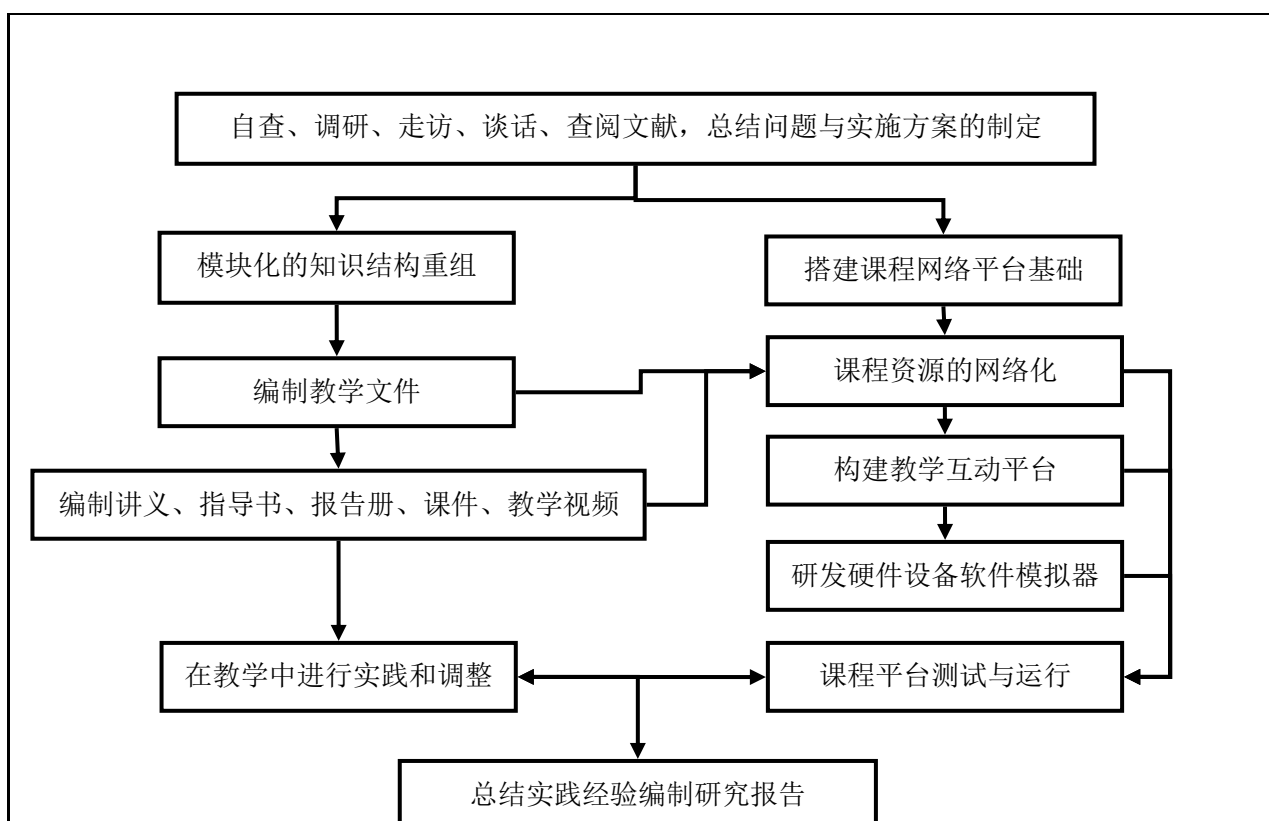 自查、调研、走访、谈话、查阅文献，总结问题与实施方案的制定
模块化的知识结构重组
搭建课程网络平台基础
编制教学文件
课程资源的网络化
构建教学互动平台
编制讲义、指导书、报告册、课件、教学视频
研发硬件设备软件模拟器
在教学中进行实践和调整
课程平台测试与运行
总结实践经验编制研究报告